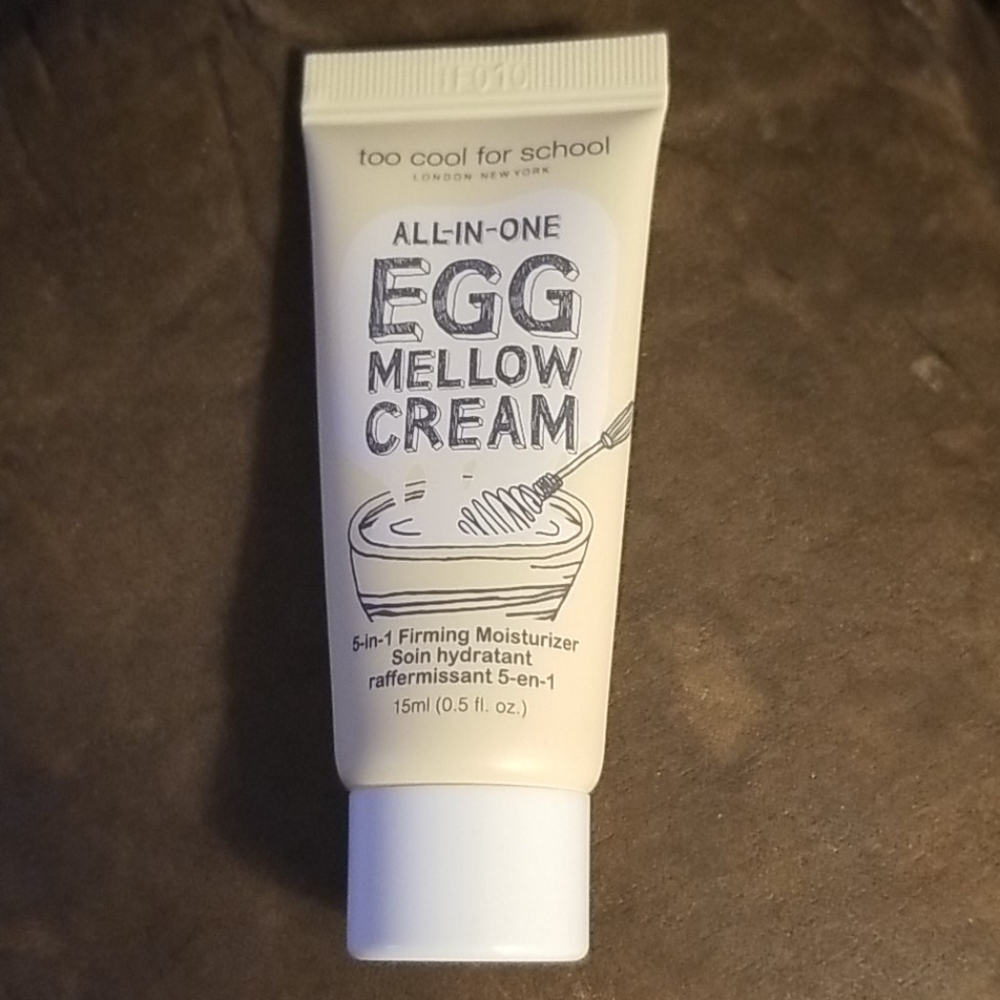 1F010
too cool for school
LONDON NEW YORK
ALL-IN-ONE
EGG
MELLOW
CREAM
5-in-1 Firming Moisturizer
Soin hydratant
raffermissant 5-en-1
15ml (0.5 fl. oz.)